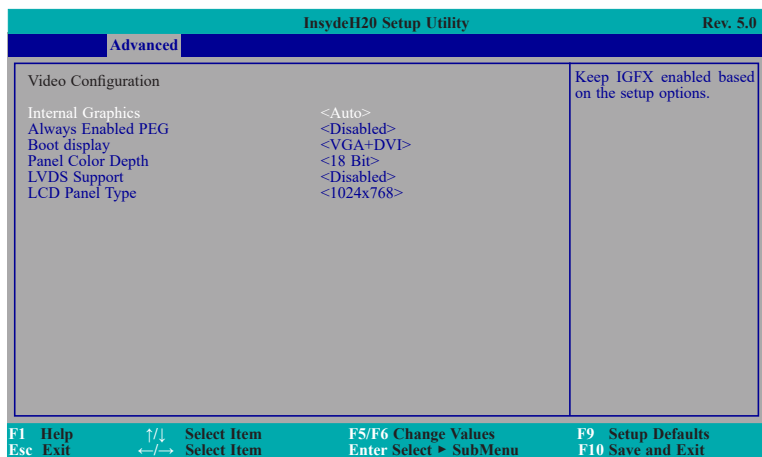 InsydeH20 Setup Utility Rev. 5.0
Advanced
Video Configuration
Internal Graphics <Auto>
Always Enabled PEG <Disabled>
Boot display <VGA+DVI>
Panel Color Depth <18 Bit>
LVDS Support <Disabled>
LCD Panel Type <1024x768>
Keep IGFX enabled based
on the setup options.
F1 Help ↑/↓ Select Item F5/F6 Change Values F9 Setup Defaults
Esc Exit ←/→ Select Item Enter Select ► SubMenu F10 Save and Exit